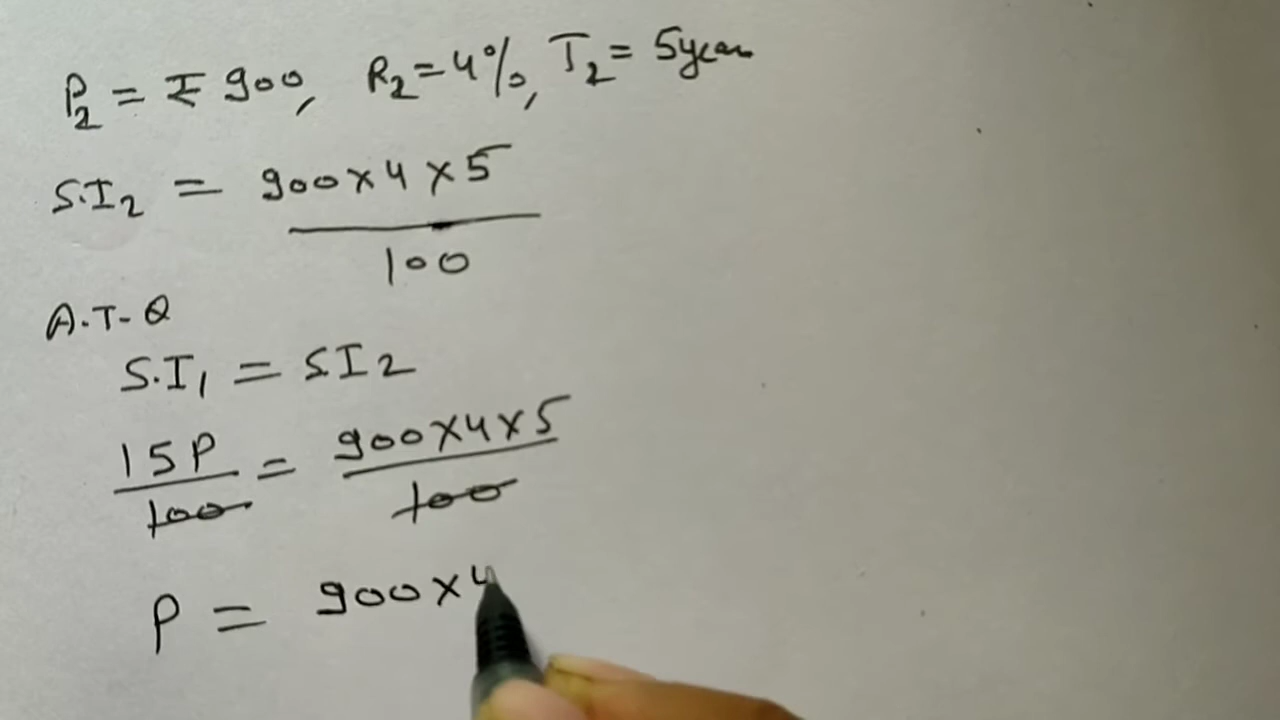 P₂ = ₹ 900, R₂ = 4%, T₂ = 5year
S.I₂ = 900 × 4 × 5
100
A.T-Q
S.I₁ = S.I₂
15P = 900 × 4 × 5
100 100
P = 900 × 4